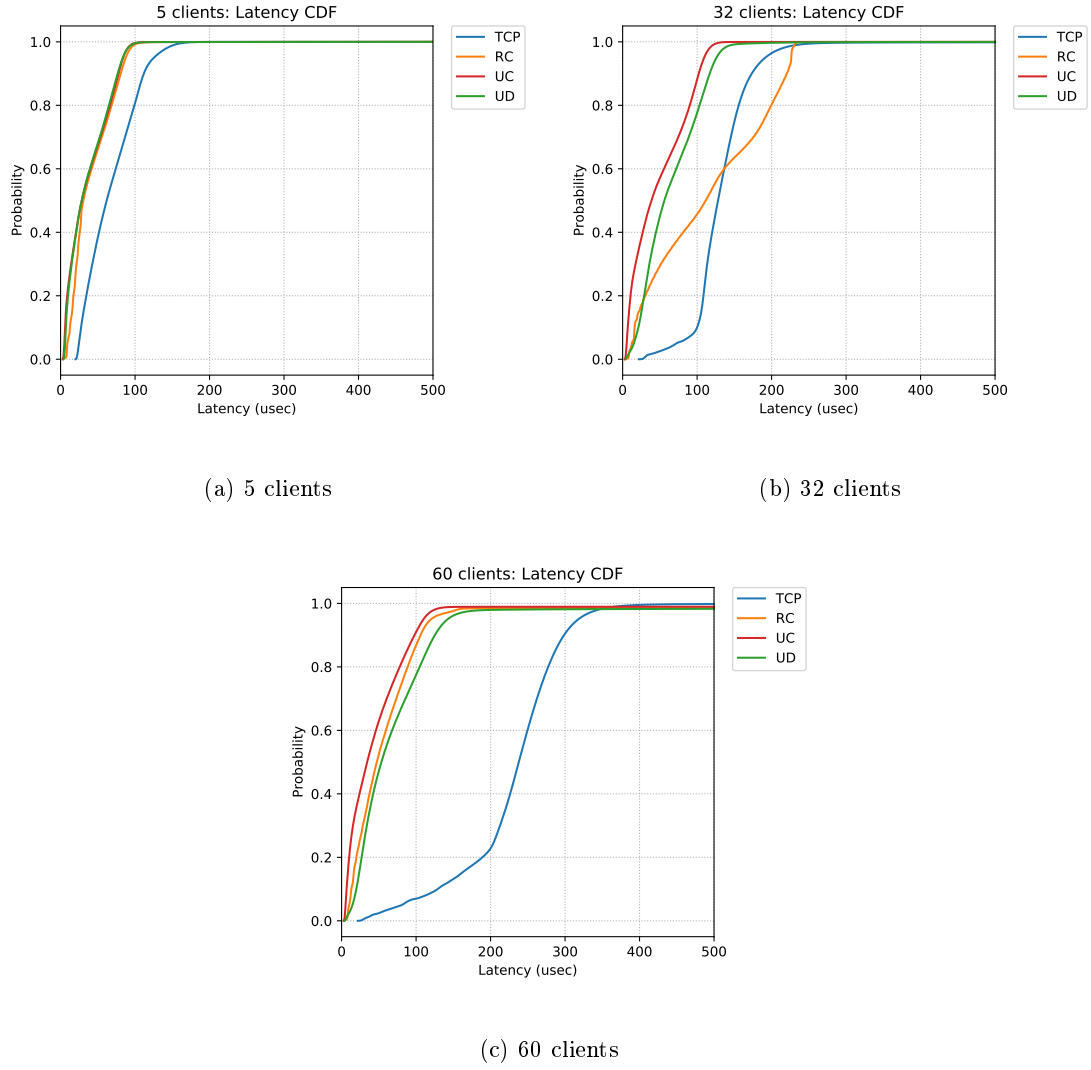 5 clients: Latency CDF
1.0
0.8
0.6
0.4
0.2
0.0
Probability
0 100 200 300 400 500
Latency (usec)
TCP
RC
UC
UD
(a) 5 clients
32 clients: Latency CDF
1.0
0.8
0.6
0.4
0.2
0.0
Probability
0 100 200 300 400 500
Latency (usec)
TCP
RC
UC
UD
(b) 32 clients
60 clients: Latency CDF
1.0
0.8
0.6
0.4
0.2
0.0
Probability
0 100 200 300 400 500
Latency (usec)
TCP
RC
UC
UD
(c) 60 clients